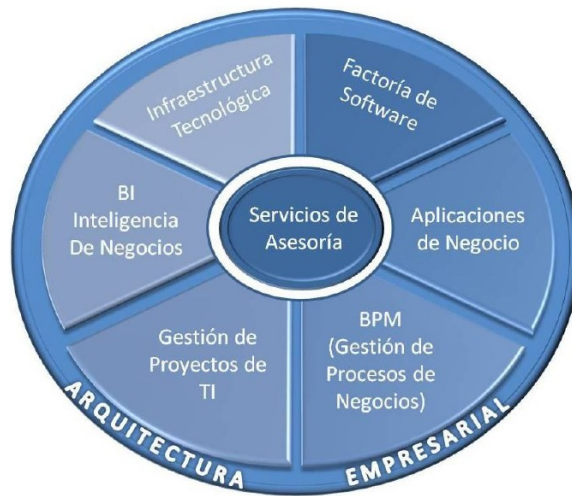 Infraestructura
Tecnológica
Factoría de
Software
BI
Inteligencia
De Negocios
Servicios de
Asesoría
Aplicaciones
de Negocio
Gestión de
Proyectos de
TI
BPM
(Gestión de
Procesos de
Negocios)
ARQUITECTURA EMPRESARIAL